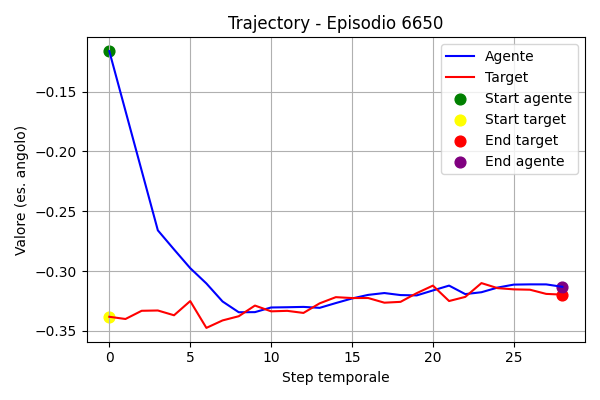 Trajectory - Episodio 6650
Agente
Target
Start agente
Start target
End target
End agente
Valore (es. angolo)
−0.15
−0.20
−0.25
−0.30
−0.35
0 5 10 15 20 25
Step temporale